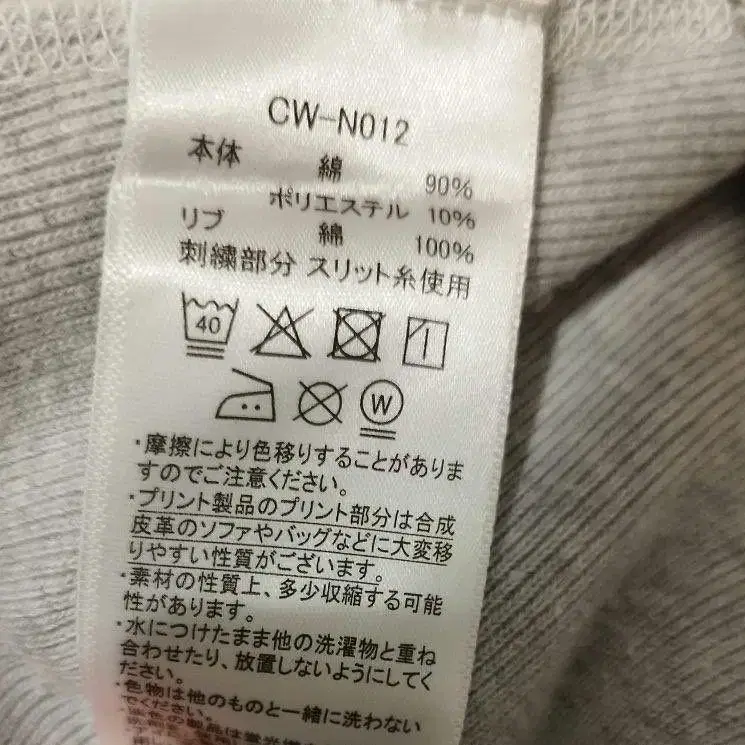 CW-N012
本体 綿 90%
ポリエステル 10%
リブ 綿 100%
刺繍部分 スリット糸使用
40
W
・摩擦により色移りすることがありま
すのでご注意ください。
・プリント製品のプリント部分は合成
皮革のソファやバッグなどに大変移
りやすい性質がございます。
・素材の性質上、多少収縮する可能
性があります。
・水につけたまま他の洗濯物と重ね
合わせたり、放置しないようにしてく
ださい。
・色物は他のものと一緒に洗わない
でください。